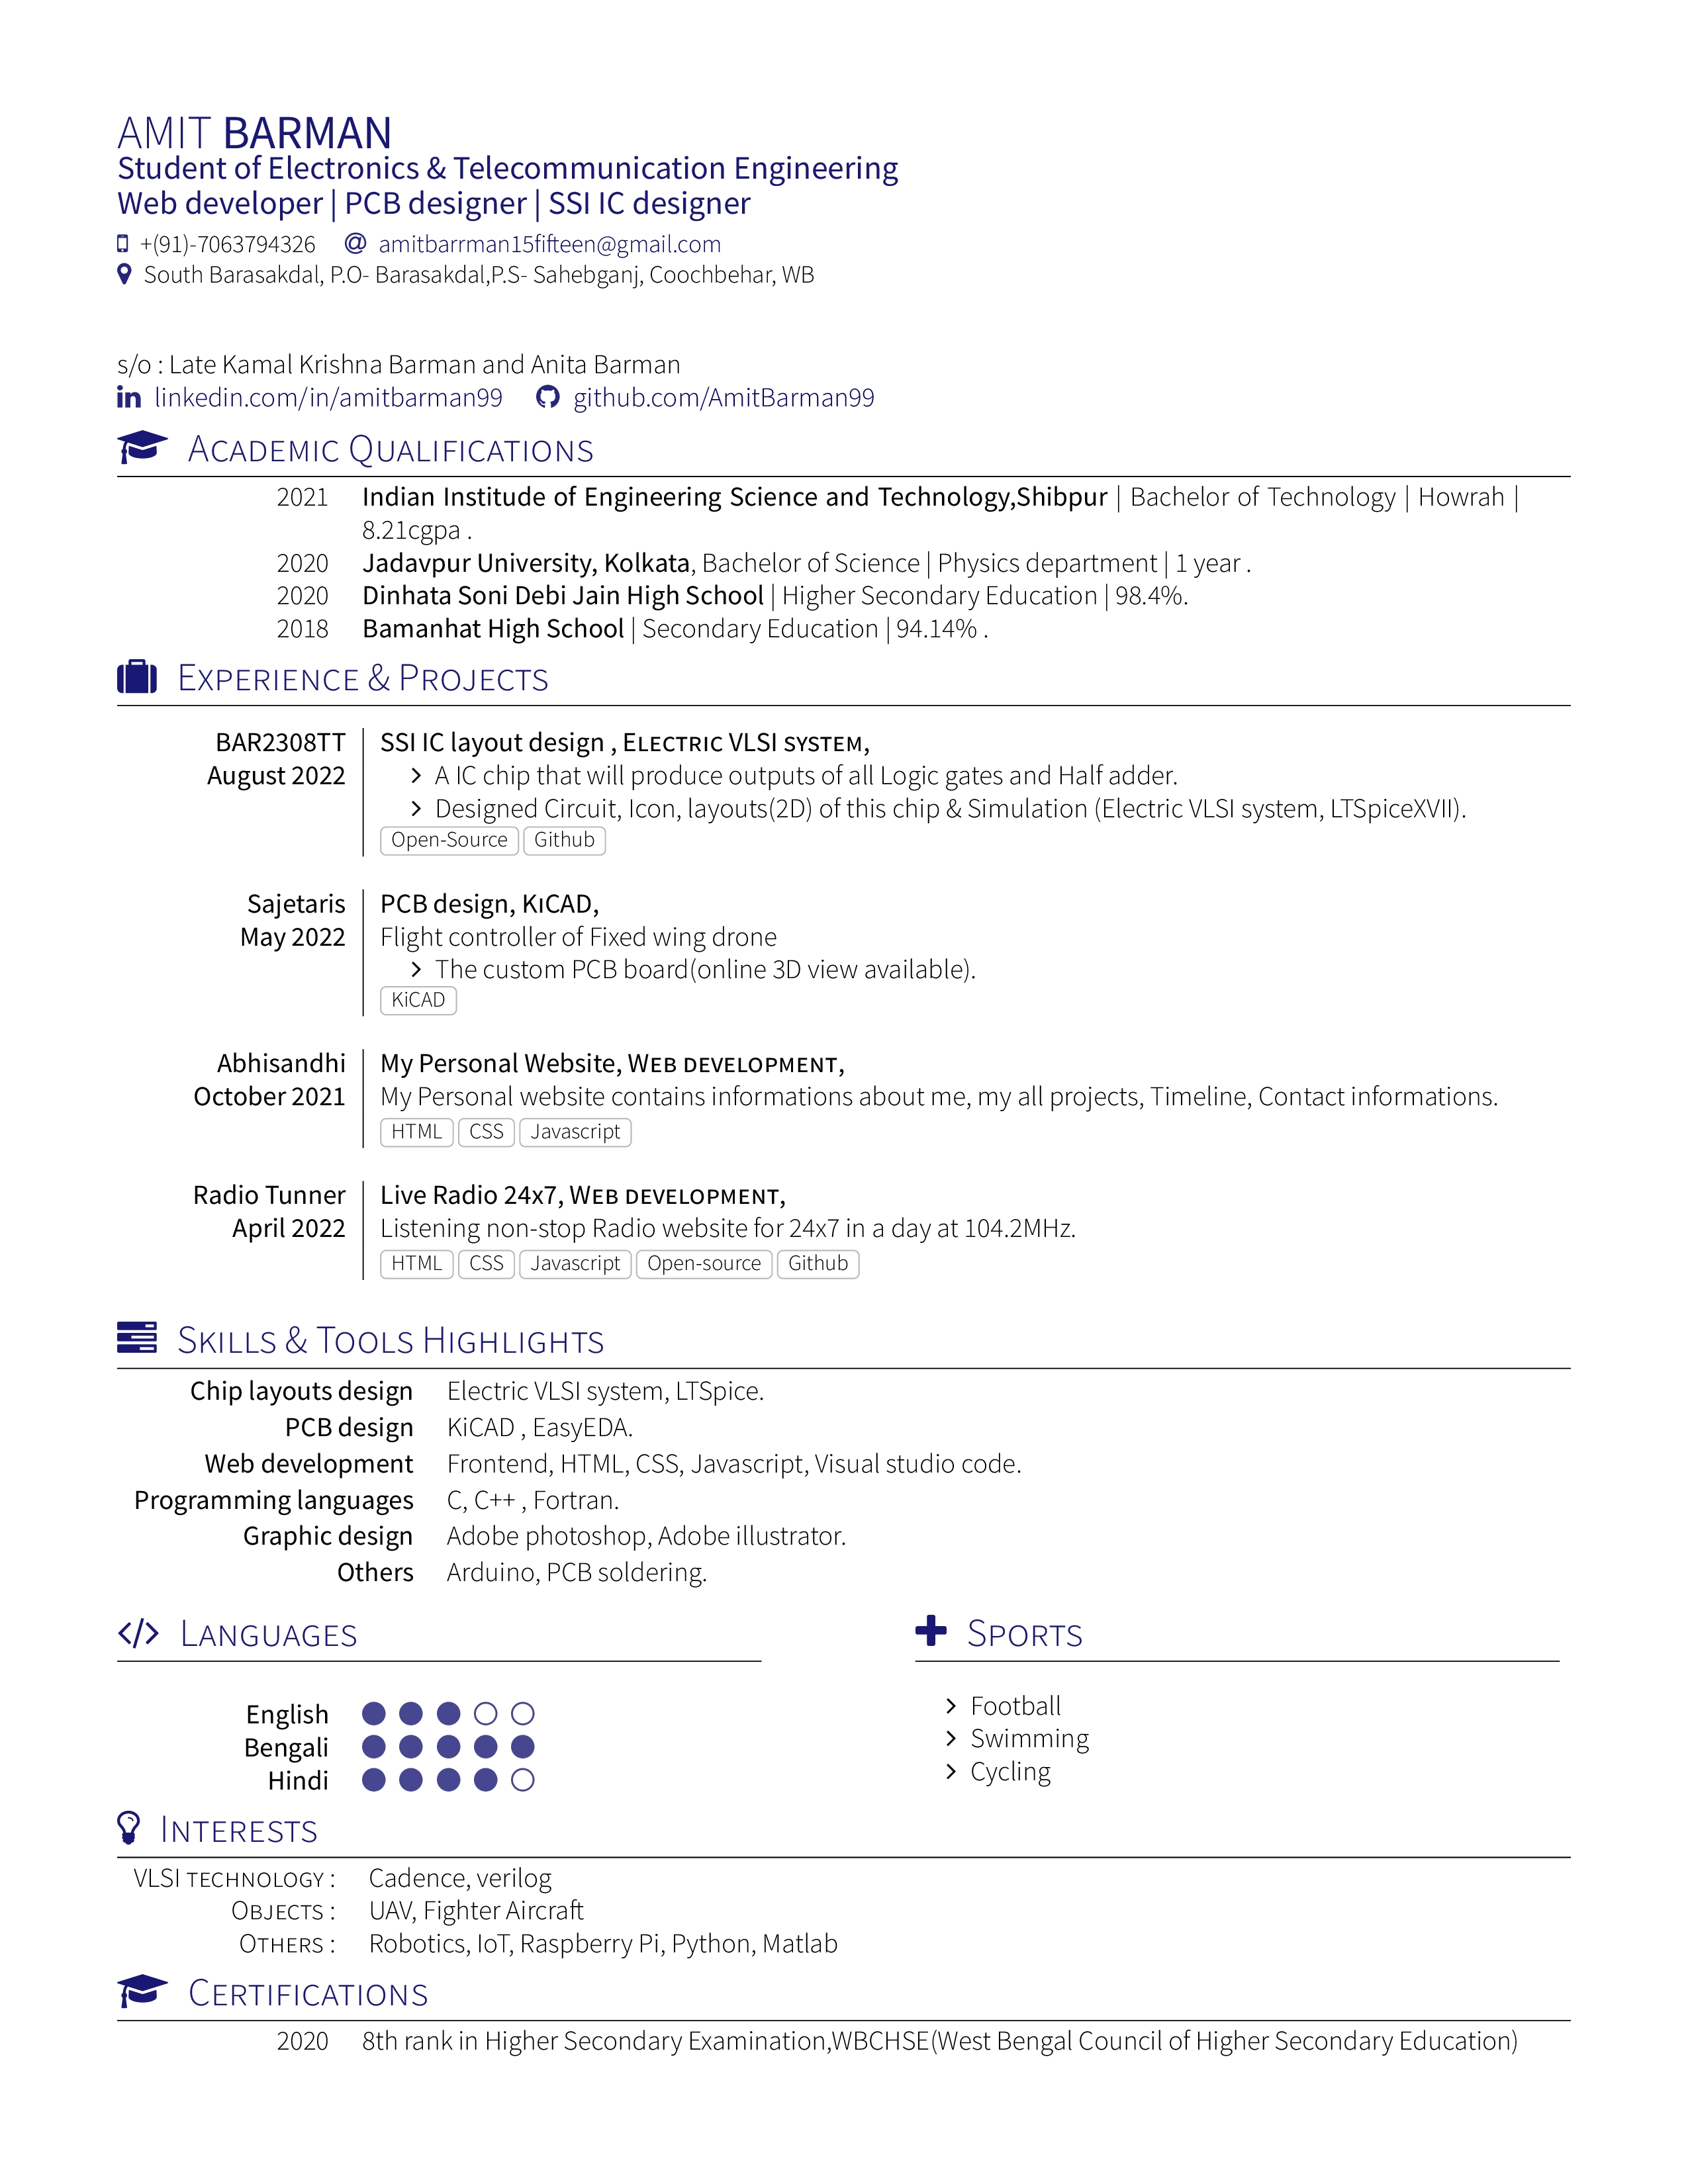 AMIT BARMAN
Student of Electronics & Telecommunication Engineering
Web developer | PCB designer | SSI IC designer
+(91)-7063794326 amitbarrman15fifteen@gmail.com
South Barasakdal, P.O- Barasakdal,P.S- Sahebganj, Coochbehar, WB
s/o : Late Kamal Krishna Barman and Anita Barman
linkedin.com/in/amitbarman99 github.com/AmitBarman99
ACADEMIC QUALIFICATIONS
2021 Indian Institude of Engineering Science and Technology,Shibpur | Bachelor of Technology | Howrah |
8.21cgpa .
2020 Jadavpur University, Kolkata, Bachelor of Science | Physics department | 1 year .
2020 Dinhata Soni Debi Jain High School | Higher Secondary Education | 98.4%.
2018 Bamanhat High School | Secondary Education | 94.14% .
EXPERIENCE & PROJECTS
BAR2308TT SSI IC layout design , ELECTRIC VLSI SYSTEM,
August 2022 > A IC chip that will produce outputs of all Logic gates and Half adder.
> Designed Circuit, Icon, layouts(2D) of this chip & Simulation (Electric VLSI system, LTSpiceXVII).
Open-Source Github
Sajetaris PCB design, KICAD,
May 2022 Flight controller of Fixed wing drone
> The custom PCB board(online 3D view available).
KiCAD
Abhisandhi My Personal Website, WEB DEVELOPMENT,
October 2021 My Personal website contains informations about me, my all projects, Timeline, Contact informations.
HTML CSS Javascript
Radio Tunner Live Radio 24x7, WEB DEVELOPMENT,
April 2022 Listening non-stop Radio website for 24x7 in a day at 104.2MHz.
HTML CSS Javascript Open-source Github
SKILLS & TOOLS HIGHLIGHTS
Chip layouts design Electric VLSI system, LTSpice.
PCB design KiCAD , EasyEDA.
Web development Frontend, HTML, CSS, Javascript, Visual studio code.
Programming languages C, C++ , Fortran.
Graphic design Adobe photoshop, Adobe illustrator.
Others Arduino, PCB soldering.
LANGUAGES
English
Bengali
Hindi
SPORTS
> Football
> Swimming
> Cycling
INTERESTS
VLSI TECHNOLOGY : Cadence, verilog
OBJECTS : UAV, Fighter Aircraft
OTHERS : Robotics, IoT, Raspberry Pi, Python, Matlab
CERTIFICATIONS
2020 8th rank in Higher Secondary Examination,WBCHSE(West Bengal Council of Higher Secondary Education)